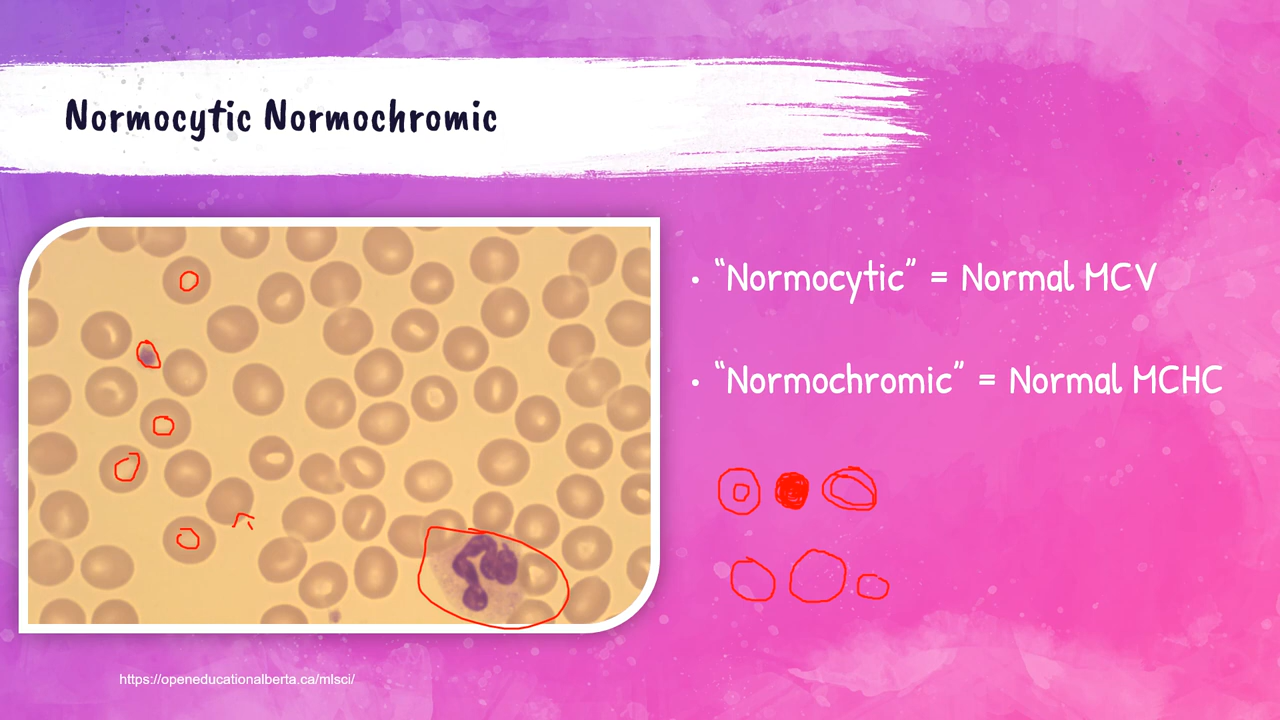 Normocytic Normochromic
• “Normocytic” = Normal MCV
• “Normochromic” = Normal MCHC
https://openeducationalberta.ca/mlsci/